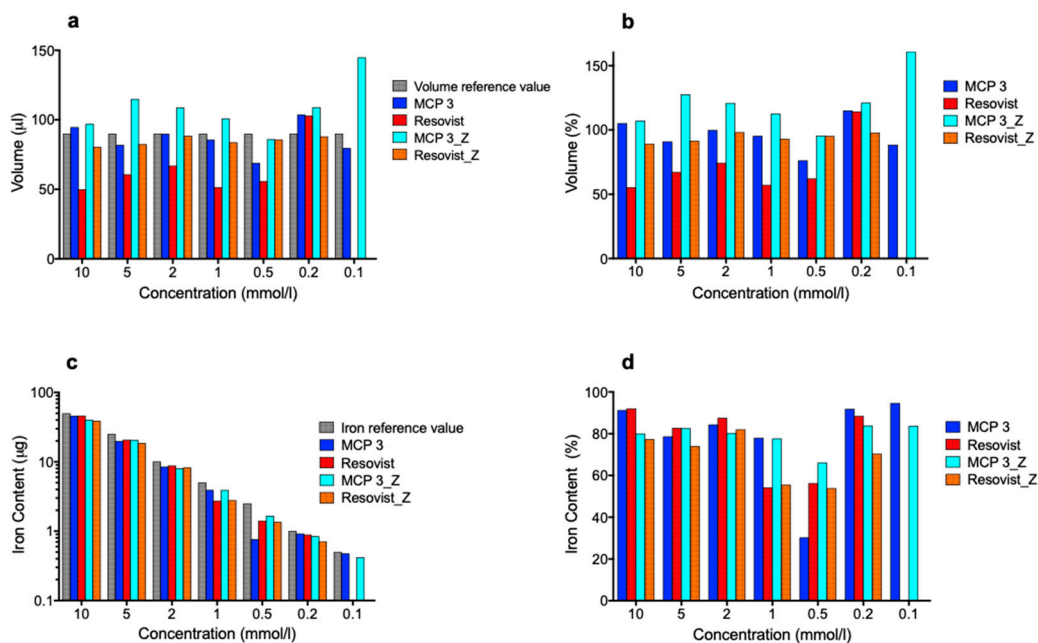 a
150
100
50
0
Volume (µl)
10 5 2 1 0.5 0.2 0.1
Concentration (mmol/l)
Volume reference value
MCP 3
Resovist
MCP 3_Z
Resovist_Z
b
150
100
50
0
Volume (%)
10 5 2 1 0.5 0.2 0.1
Concentration (mmol/l)
MCP 3
Resovist
MCP 3_Z
Resovist_Z
c
100
10
1
0.1
Iron Content (µg)
10 5 2 1 0.5 0.2 0.1
Concentration (mmol/l)
Iron reference value
MCP 3
Resovist
MCP 3_Z
Resovist_Z
d
100
80
60
40
20
0
Iron Content (%)
10 5 2 1 0.5 0.2 0.1
Concentration (mmol/l)
MCP 3
Resovist
MCP 3_Z
Resovist_Z